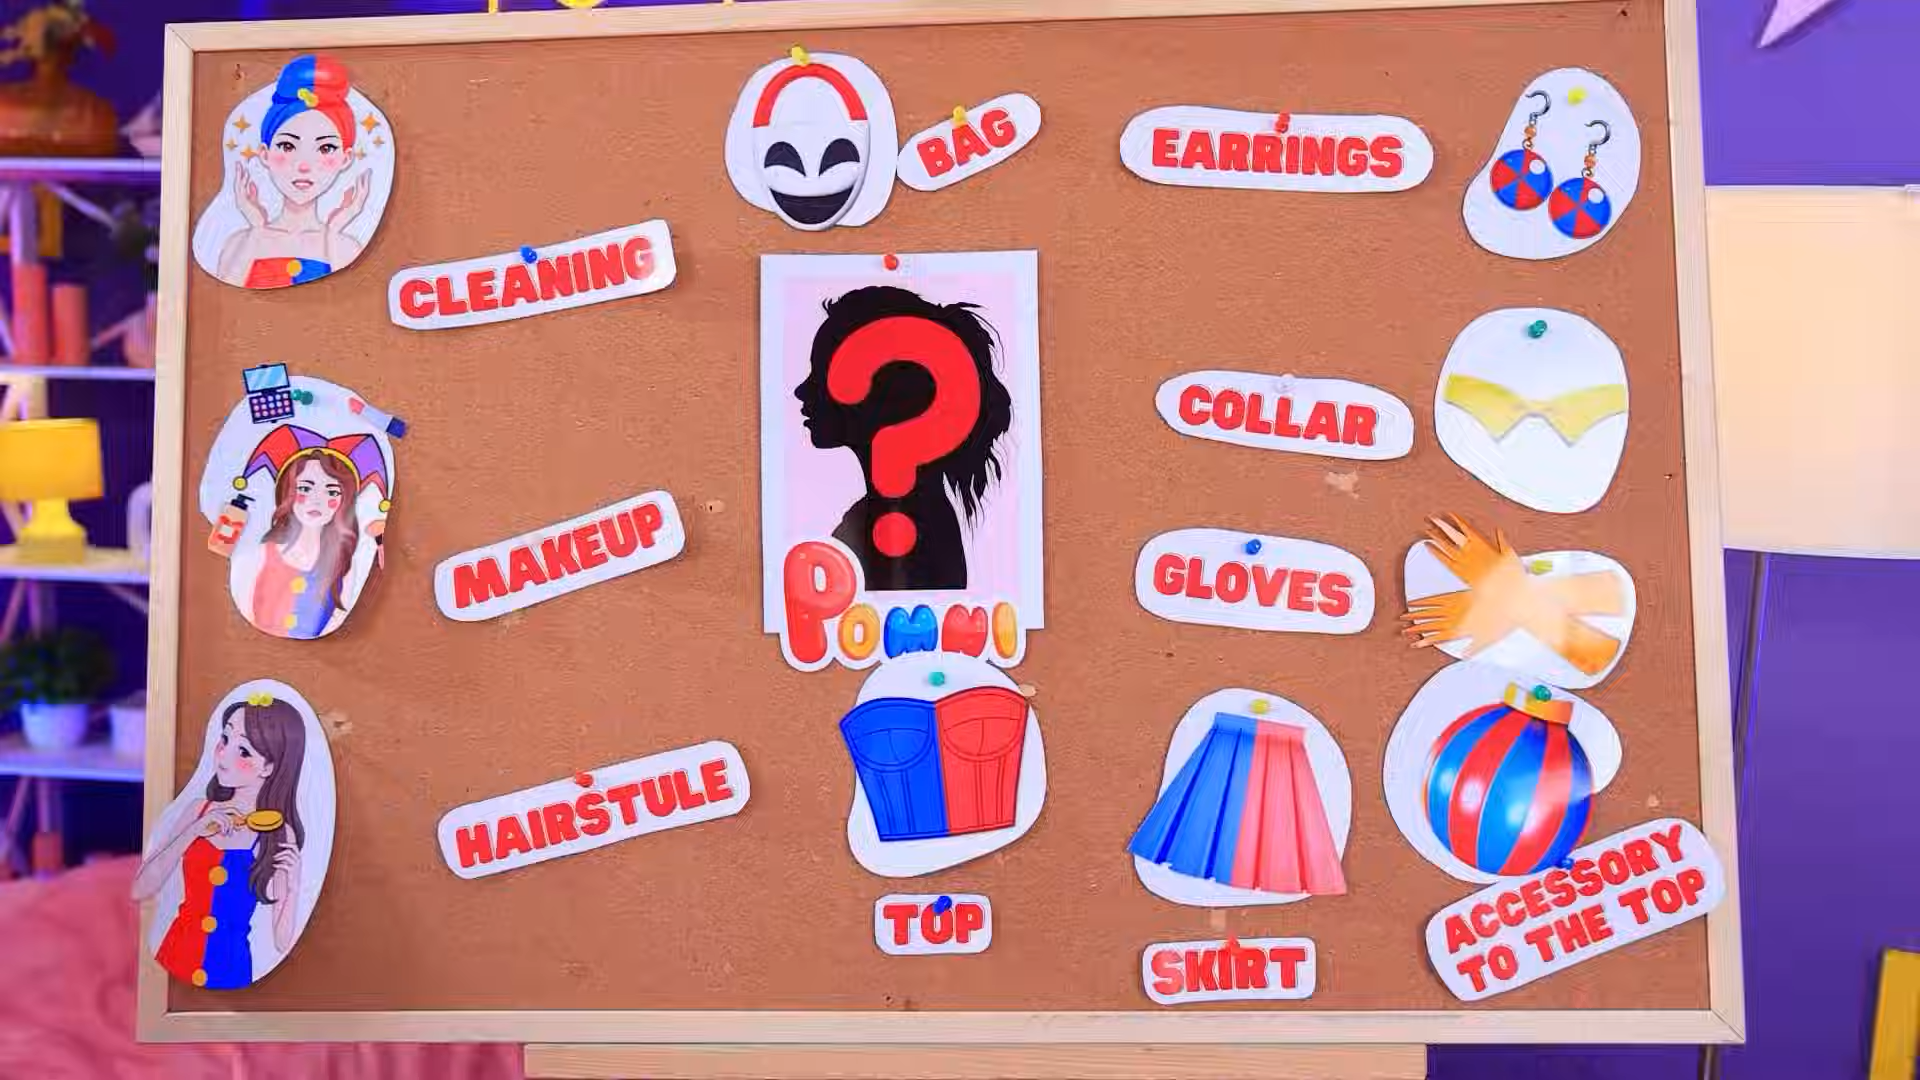 BAG
EARRINGS
CLEANING
COLLAR
MAKEUP
GLOVES
POMNI
HAIRSTULE
TOP
SKIRT
ACCESSORY
TO THE TOP